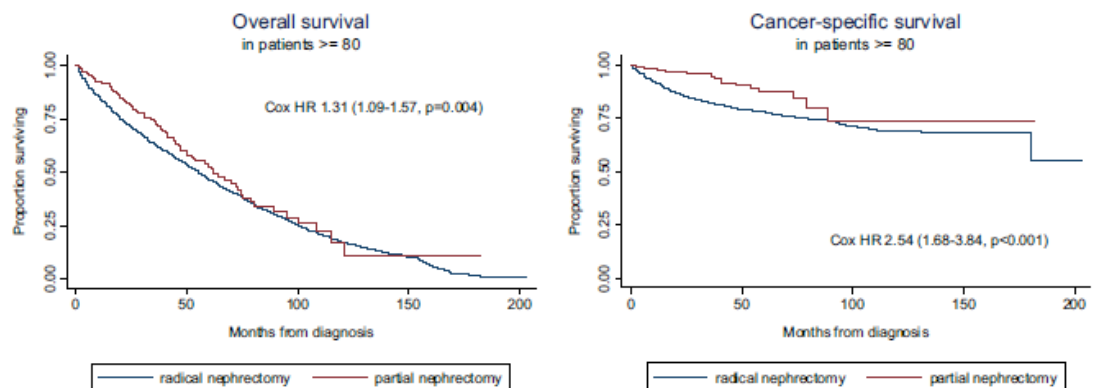 Overall survival
in patients >= 80
Proportion surviving
1.00
0.75
0.50
0.25
0.00
Cox HR 1.31 (1.09-1.57, p=0.004)
0 50 100 150 200
Months from diagnosis
radical nephrectomy partial nephrectomy
Cancer-specific survival
in patients >= 80
Proportion surviving
1.00
0.75
0.50
0.25
0.00
Cox HR 2.54 (1.68-3.84, p<0.001)
0 50 100 150 200
Months from diagnosis
radical nephrectomy partial nephrectomy